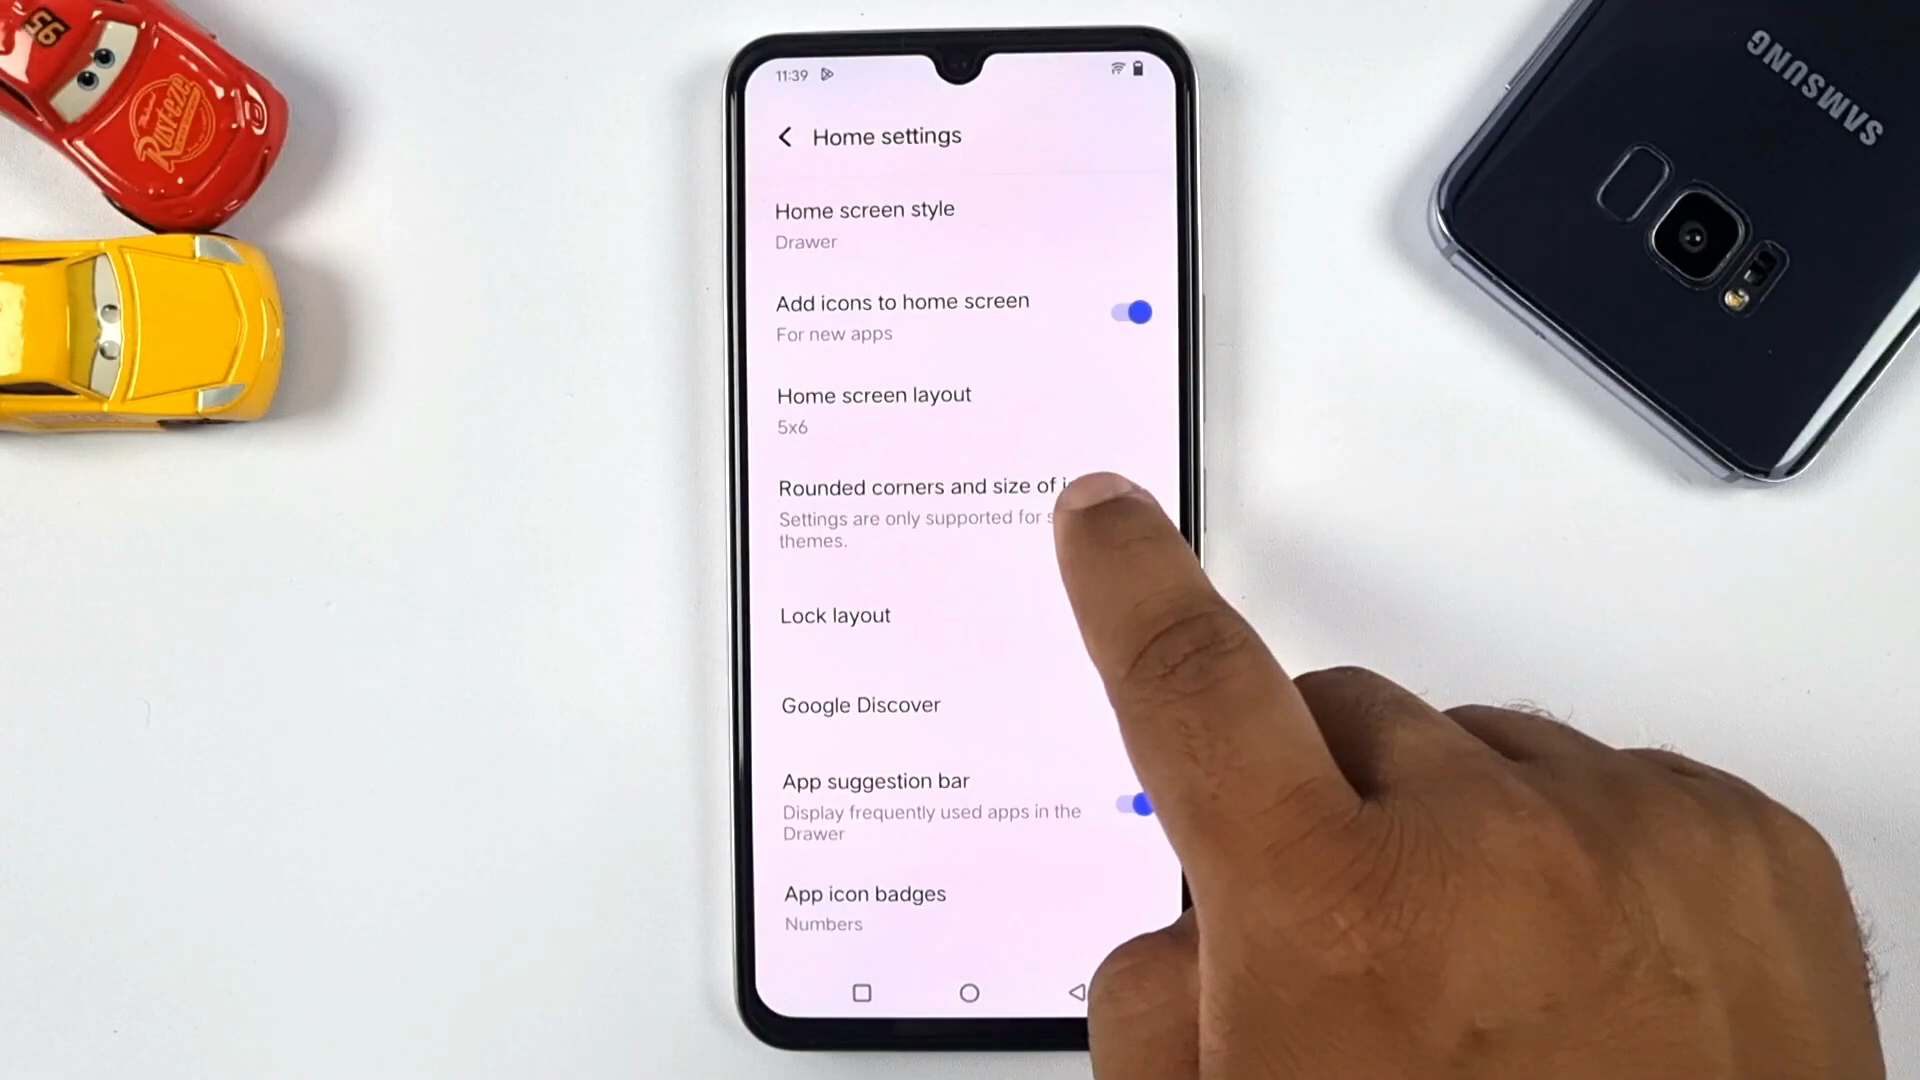 95
Rust-eze
SAMSUNG
11:39
Home settings
Home screen style
Drawer
Add icons to home screen
For new apps
Home screen layout
5x6
Rounded corners and size of
Settings are only supported for
themes.
Lock layout
Google Discover
App suggestion bar
Display frequently used apps in the
Drawer
App icon badges
Numbers